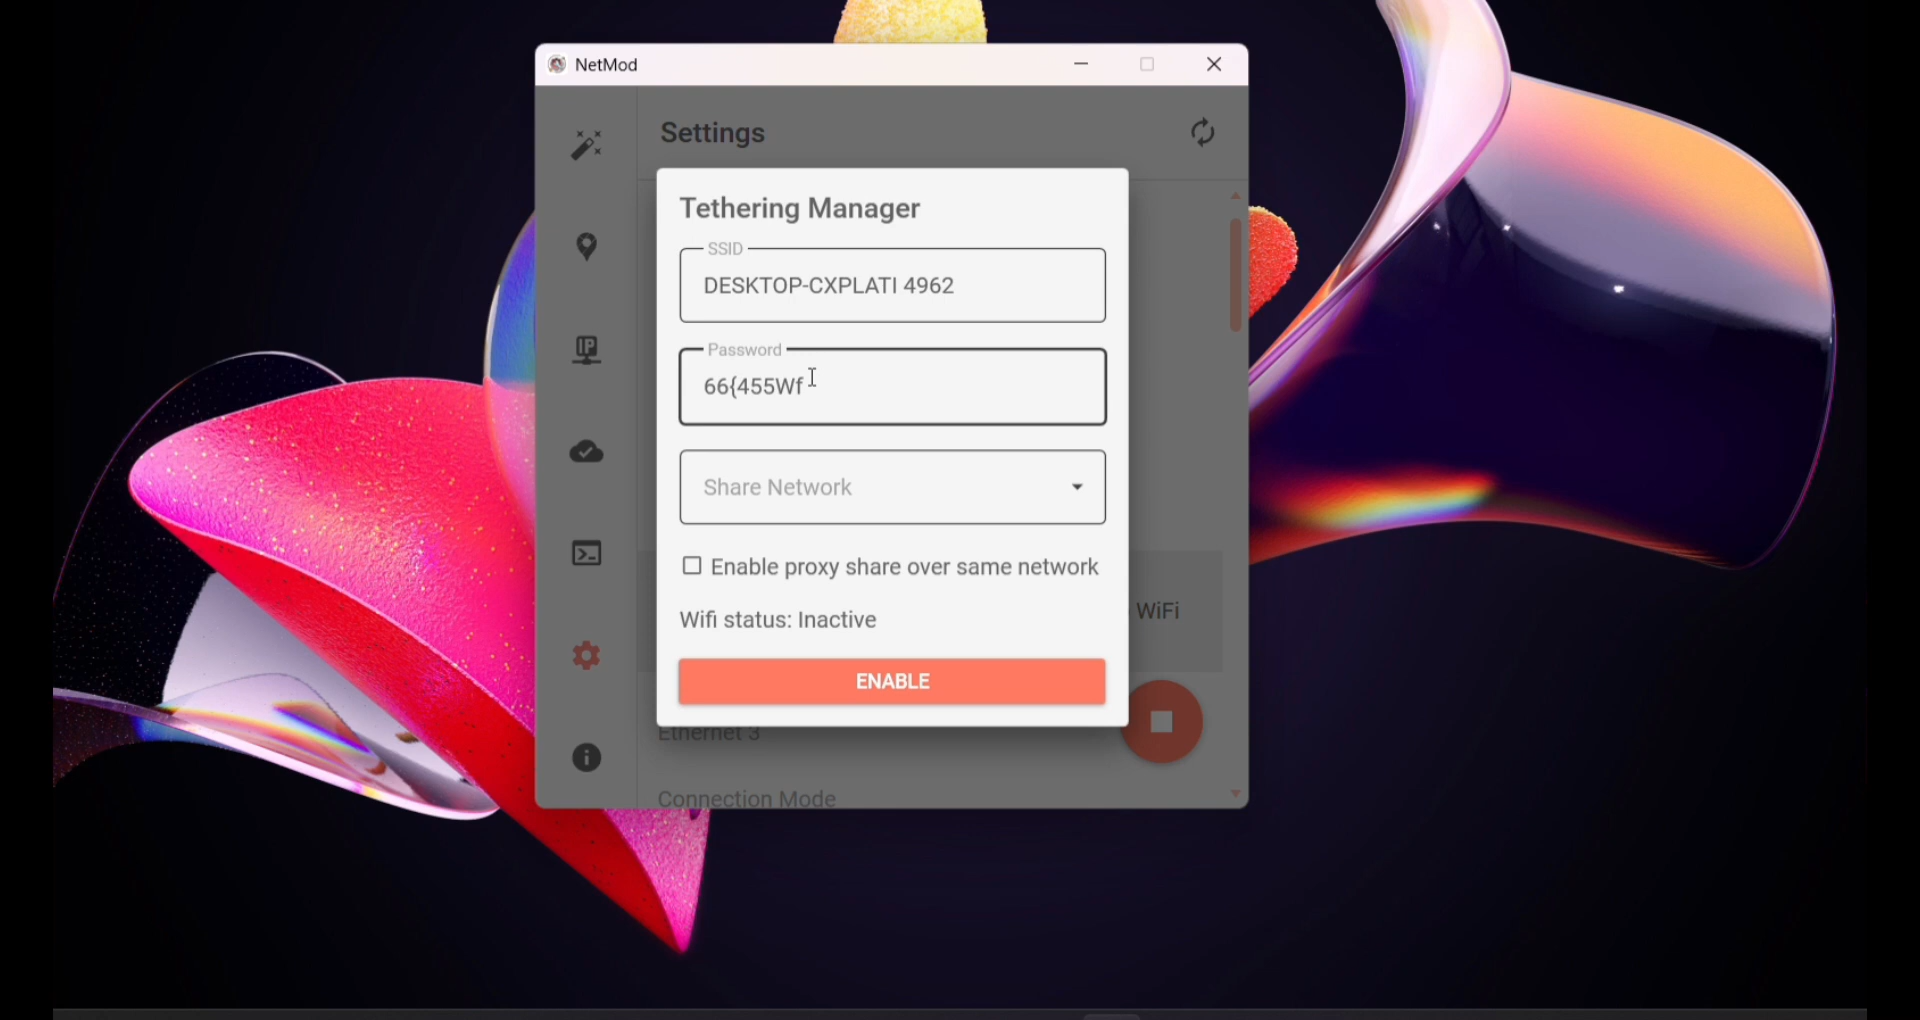 NetMod
Settings
Tethering Manager
SSID
DESKTOP-CXPLATI 4962
Password
66{455Wf
Share Network
Enable proxy share over same network
WiFi
Wifi status: Inactive
ENABLE
Ethernet 3
Connection Mode